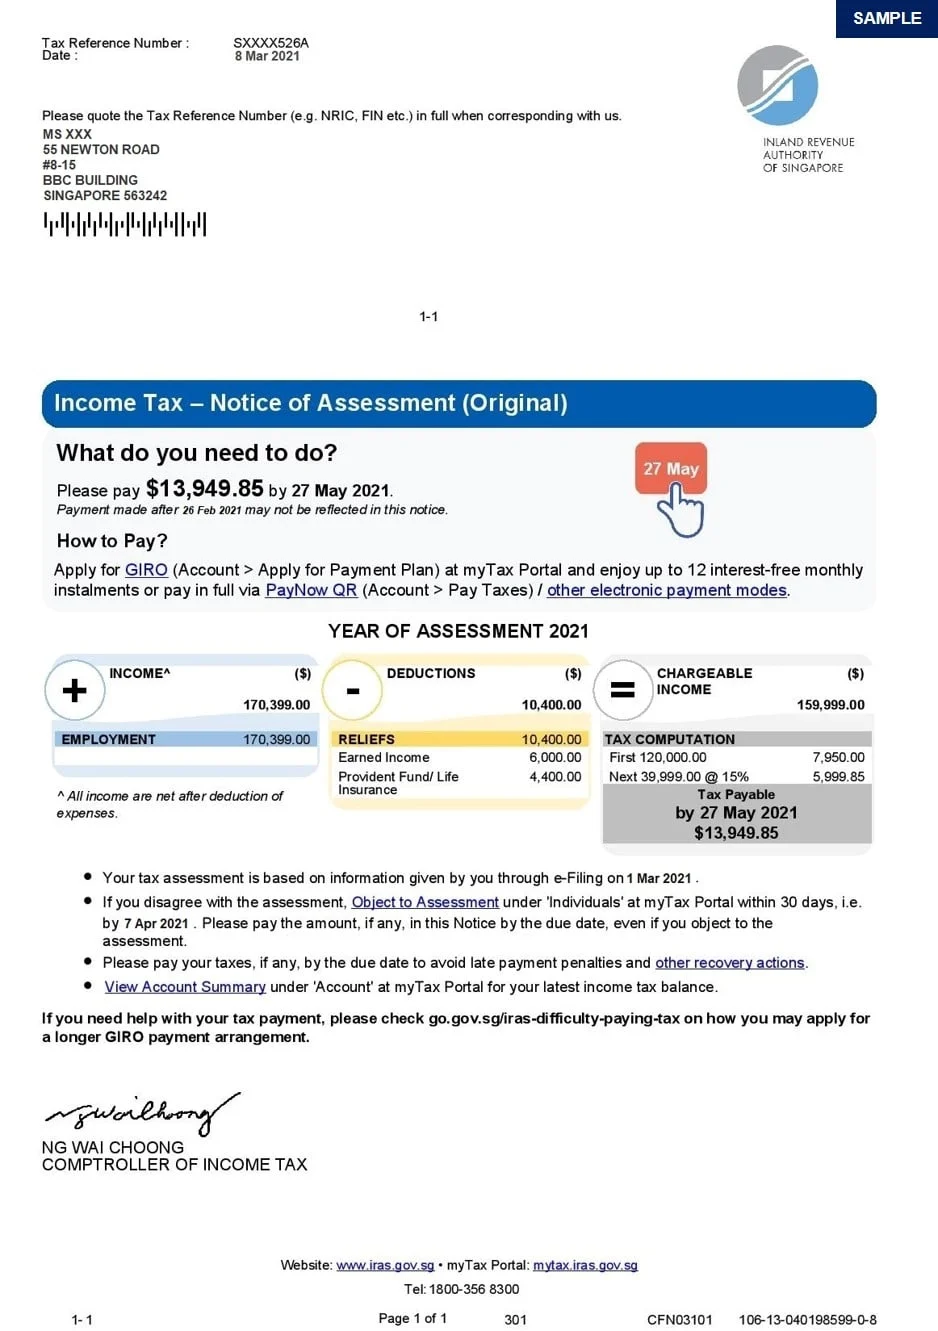 SAMPLE
Tax Reference Number : SXXXX526A
Date : 8 Mar 2021
INLAND REVENUE
AUTHORITY
OF SINGAPORE
Please quote the Tax Reference Number (e.g. NRIC, FIN etc.) in full when corresponding with us.
MS XXX
55 NEWTON ROAD
#8-15
BBC BUILDING
SINGAPORE 563242
1-1
Income Tax – Notice of Assessment (Original)
What do you need to do?
Please pay $13,949.85 by 27 May 2021.
Payment made after 26 Feb 2021 may not be reflected in this notice.
27 May
How to Pay?
Apply for GIRO (Account > Apply for Payment Plan) at myTax Portal and enjoy up to 12 interest-free monthly
instalments or pay in full via PayNow QR (Account > Pay Taxes) / other electronic payment modes.
YEAR OF ASSESSMENT 2021
+ INCOME^ ($)
170,399.00
EMPLOYMENT 170,399.00
^ All income are net after deduction of
expenses.
- DEDUCTIONS ($)
10,400.00
RELIEFS 10,400.00
Earned Income 6,000.00
Provident Fund/ Life 4,400.00
Insurance
= CHARGEABLE ($)
INCOME
159,999.00
TAX COMPUTATION
First 120,000.00 7,950.00
Next 39,999.00 @ 15% 5,999.85
Tax Payable
by 27 May 2021
$13,949.85
• Your tax assessment is based on information given by you through e-Filing on 1 Mar 2021 .
• If you disagree with the assessment, Object to Assessment under 'Individuals' at myTax Portal within 30 days, i.e.
by 7 Apr 2021 . Please pay the amount, if any, in this Notice by the due date, even if you object to the
assessment.
• Please pay your taxes, if any, by the due date to avoid late payment penalties and other recovery actions.
• View Account Summary under 'Account' at myTax Portal for your latest income tax balance.
If you need help with your tax payment, please check go.gov.sg/iras-difficulty-paying-tax on how you may apply for
a longer GIRO payment arrangement.
Ngwaichoong
NG WAI CHOONG
COMPTROLLER OF INCOME TAX
Website: www.iras.gov.sg • myTax Portal: mytax.iras.gov.sg
Tel: 1800-356 8300
1- 1 Page 1 of 1 301 CFN03101 106-13-040198599-0-8